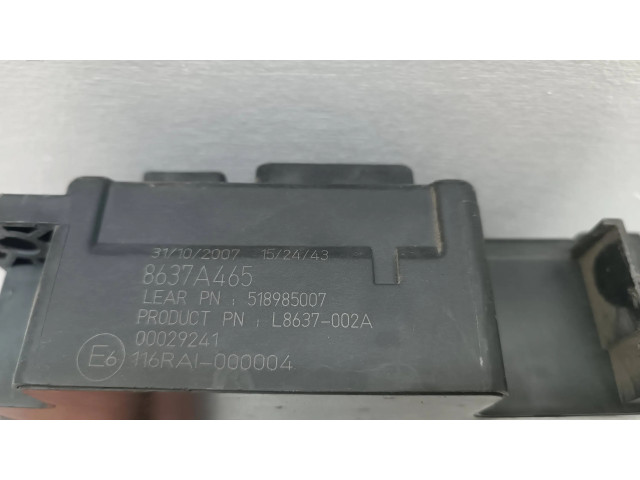 31/10/2007 15/24/43
8637A465
LEAR PN : 518985007
PRODUCT PN : L8637-002A
00029241
E6 116RAI-000004